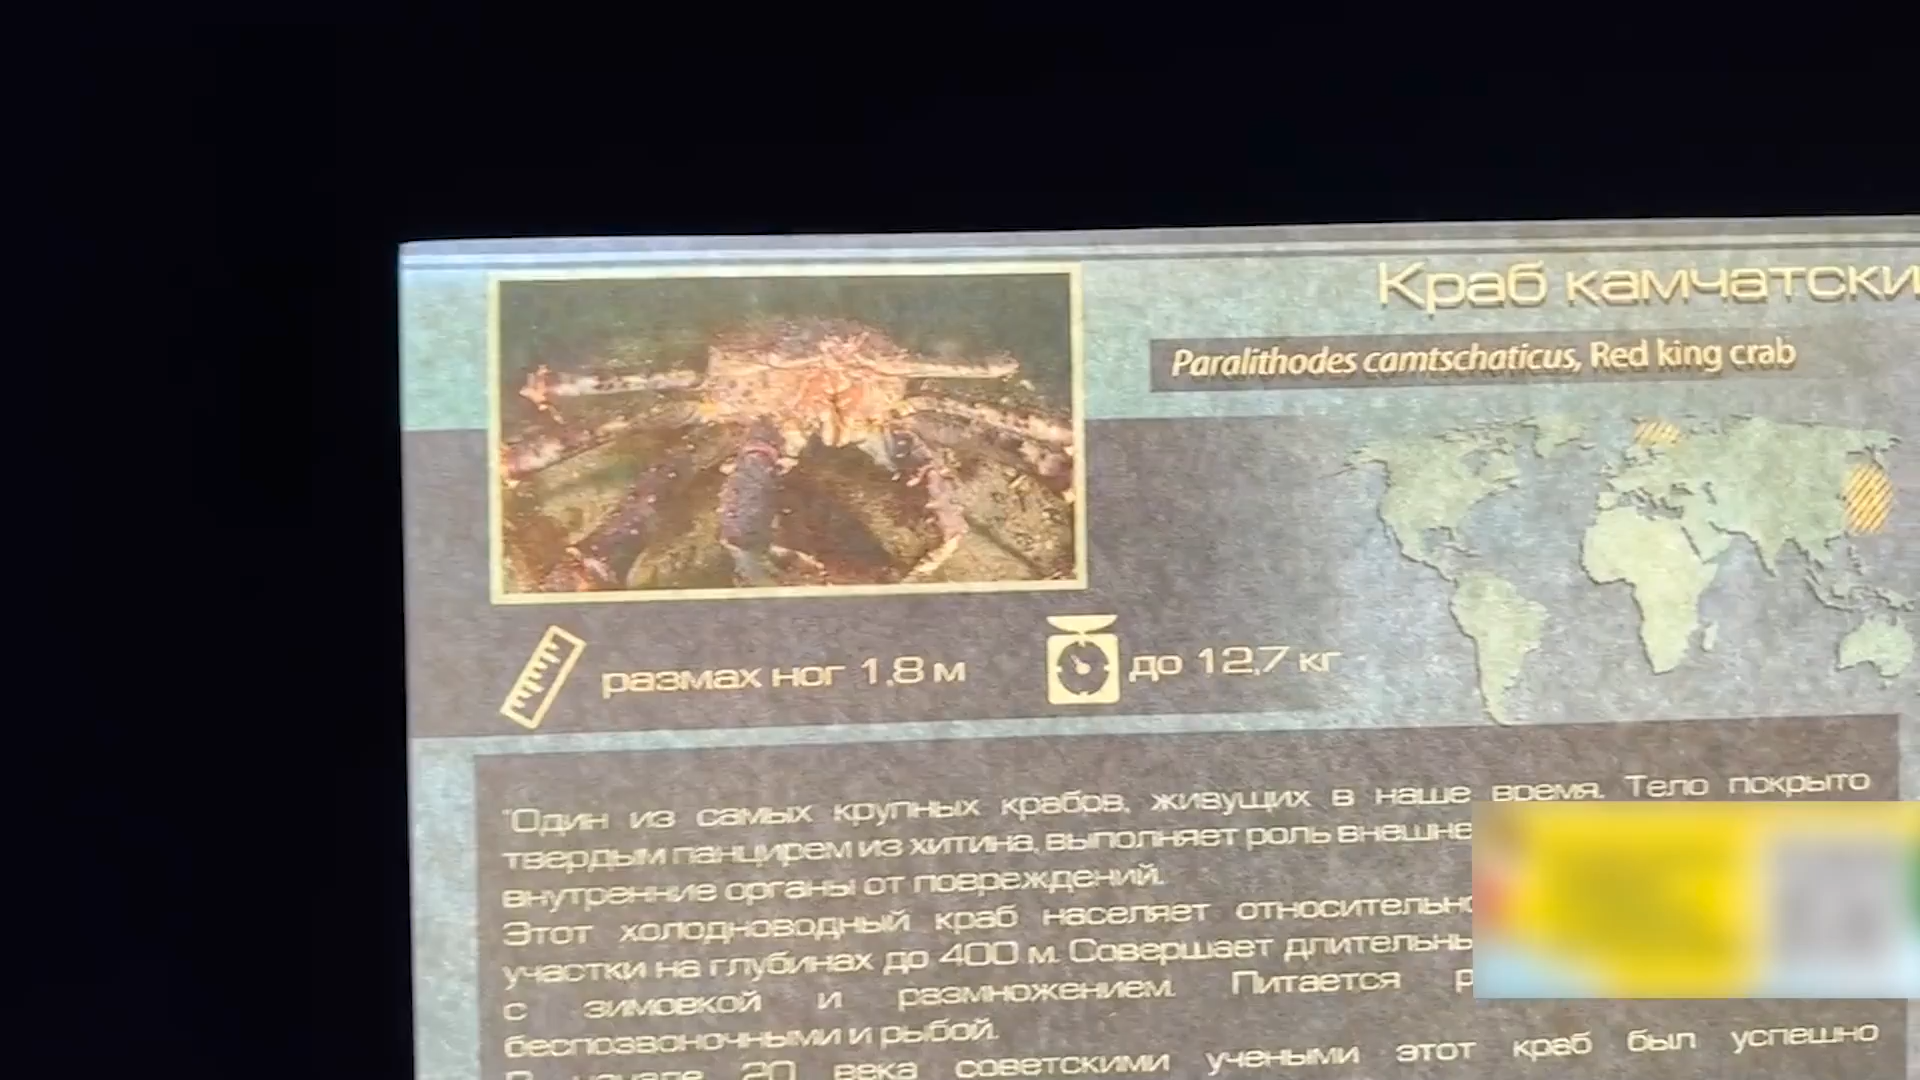 Краб камчатски
Paralithodes camtschaticus, Red king crab
размах ног 1,8 м
до 12,7 кг
"Один из самых крупных крабов, живущих в наше время. Тело покрыто
твердым панцирем из хитина, выполняет роль внешне
внутренние органы от повреждений.
Этот холодноводный краб населяет относительно
участки на глубинах до 400 м. Совершает длительны
с зимовкой и размножением. Питается
беспозвоночными и рыбой.
В начале 20 века советскими учеными этот краб был успешно